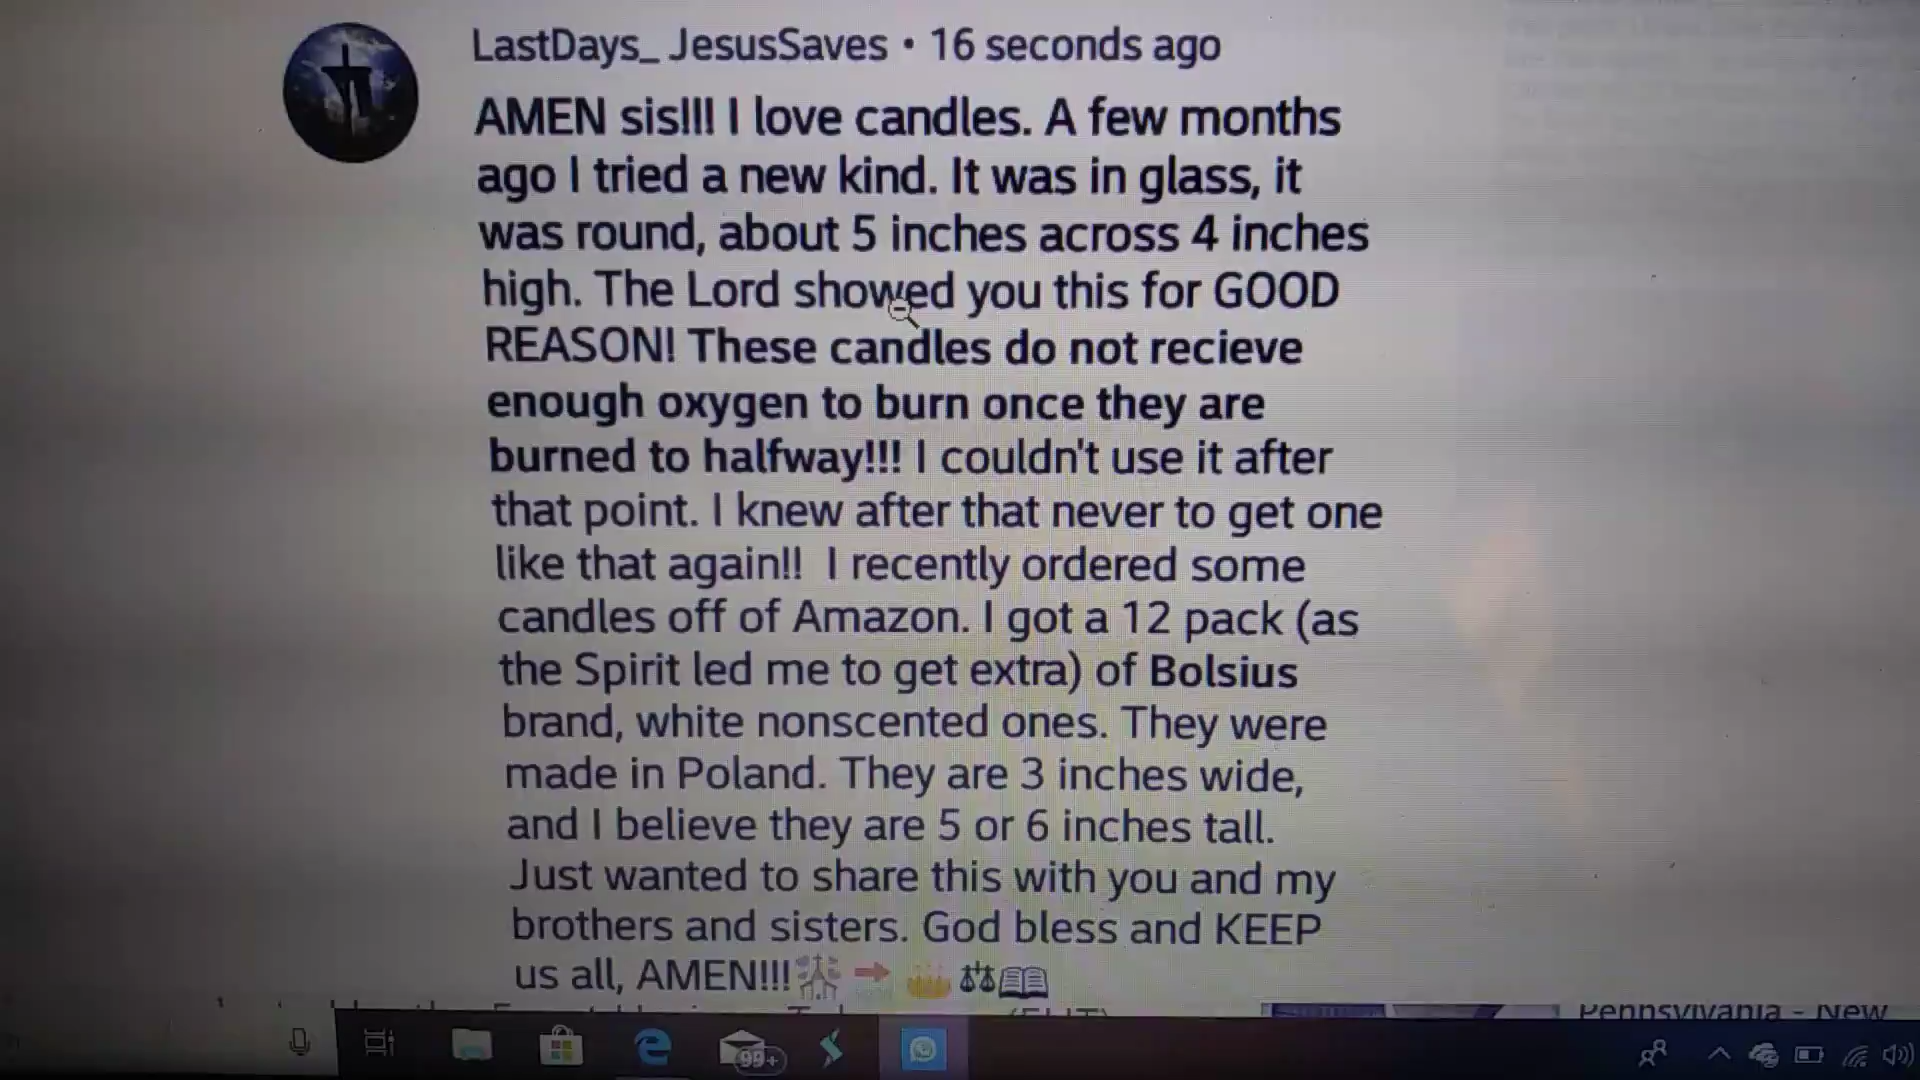 LastDays_ JesusSaves • 16 seconds ago
AMEN sis!!! I love candles. A few months
ago I tried a new kind. It was in glass, it
was round, about 5 inches across 4 inches
high. The Lord showed you this for GOOD
REASON! These candles do not recieve
enough oxygen to burn once they are
burned to halfway!!! I couldn't use it after
that point. I knew after that never to get one
like that again!! I recently ordered some
candles off of Amazon. I got a 12 pack (as
the Spirit led me to get extra) of Bolsius
brand, white nonscented ones. They were
made in Poland. They are 3 inches wide,
and I believe they are 5 or 6 inches tall.
Just wanted to share this with you and my
brothers and sisters. God bless and KEEP
us all, AMEN!!!
Pennsylvania - New
99+